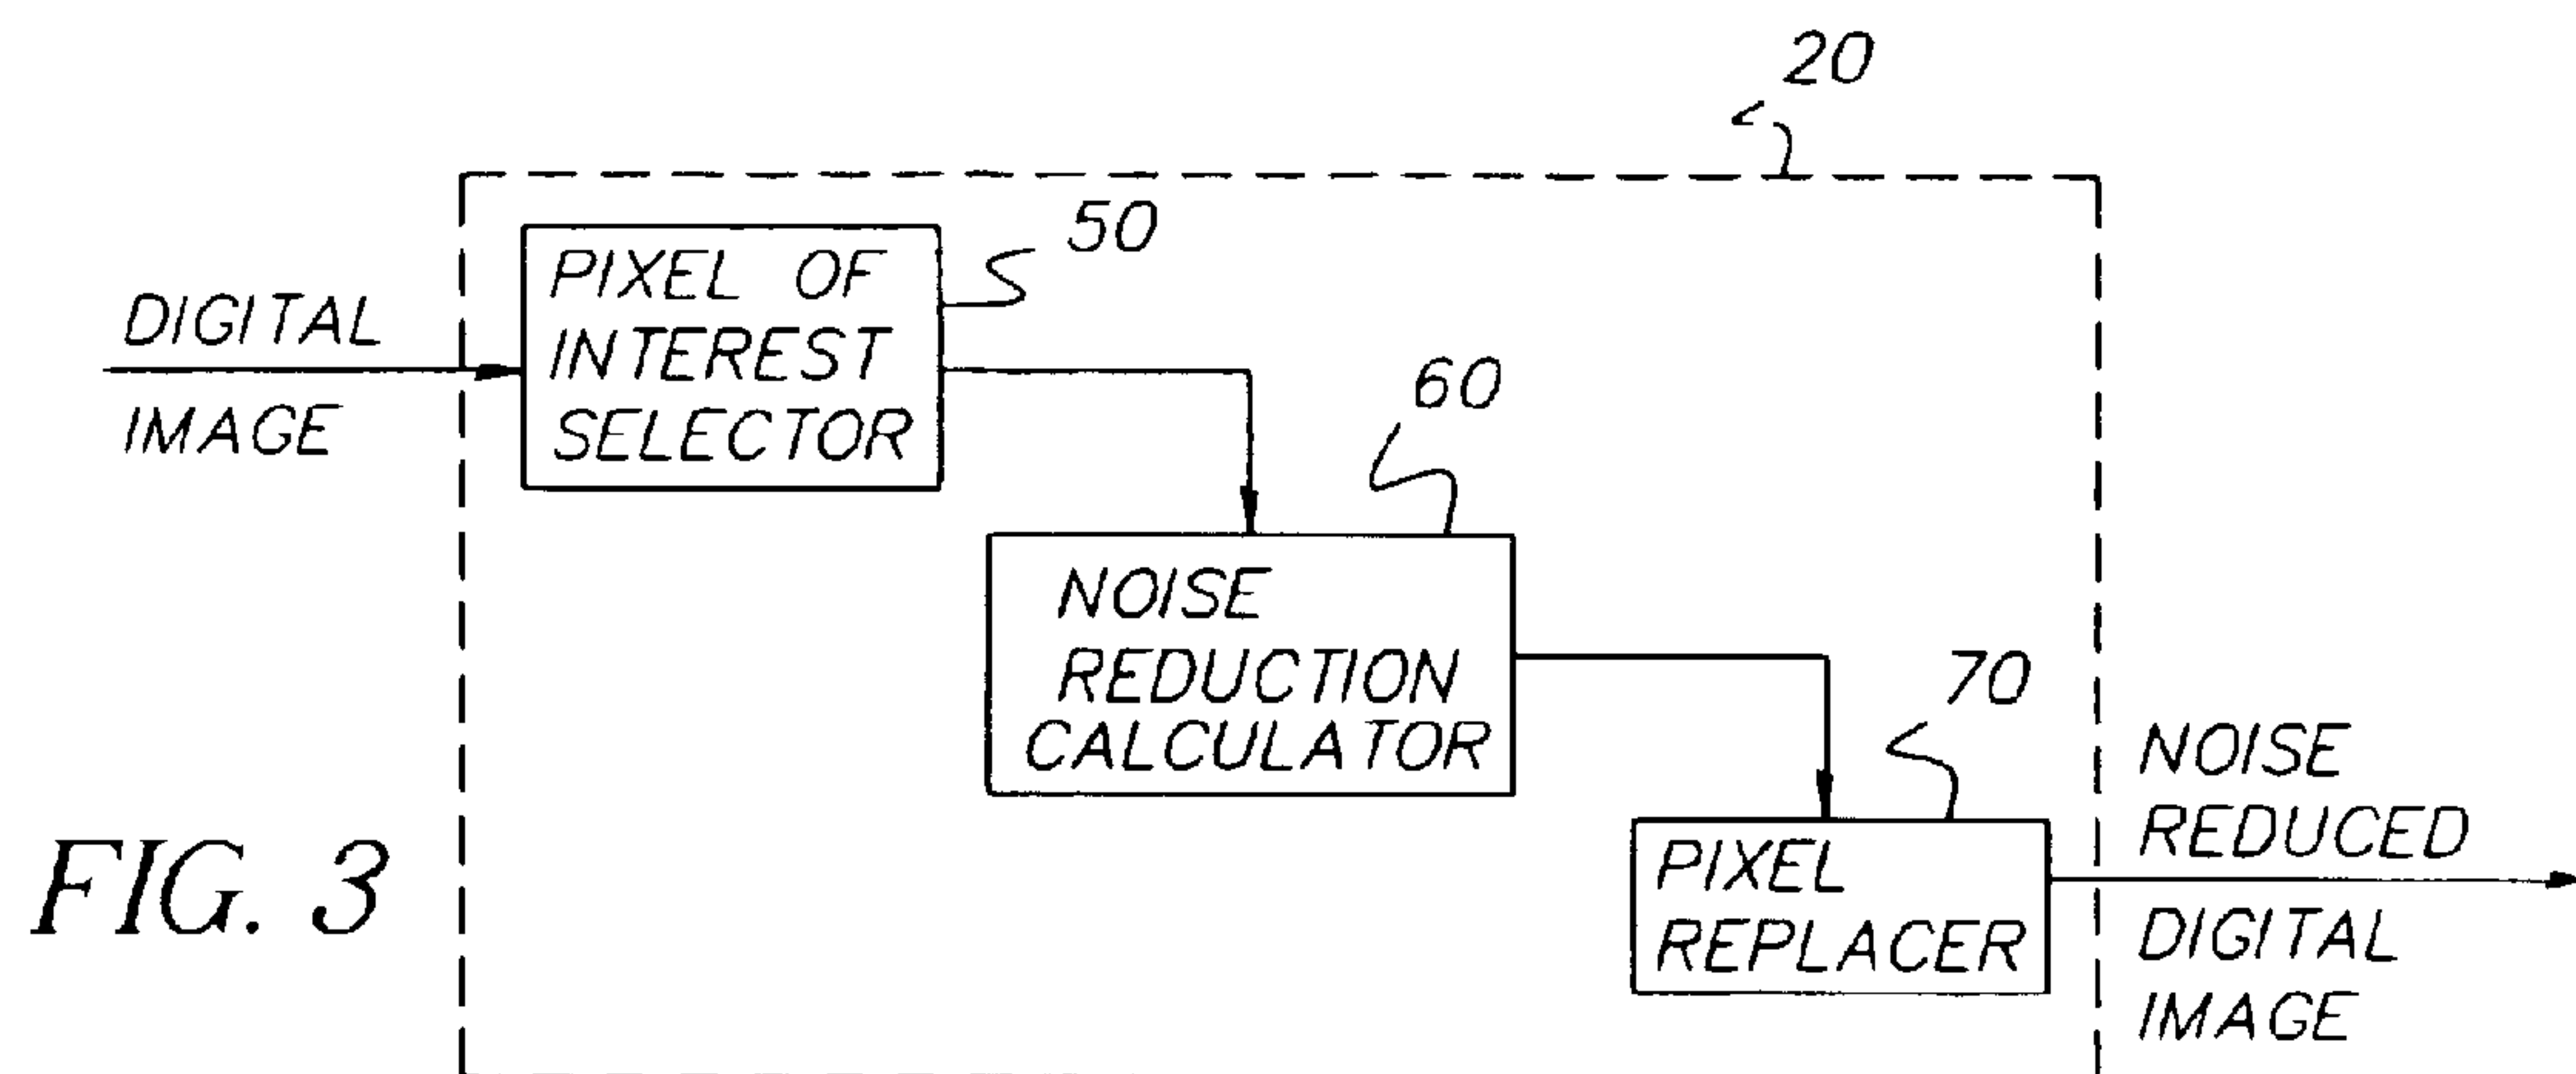 20
50
PIXEL OF
INTEREST
SELECTOR
DIGITAL
IMAGE
60
NOISE
REDUCTION
CALCULATOR
70
PIXEL
REPLACER
NOISE
REDUCED
DIGITAL
IMAGE
FIG. 3